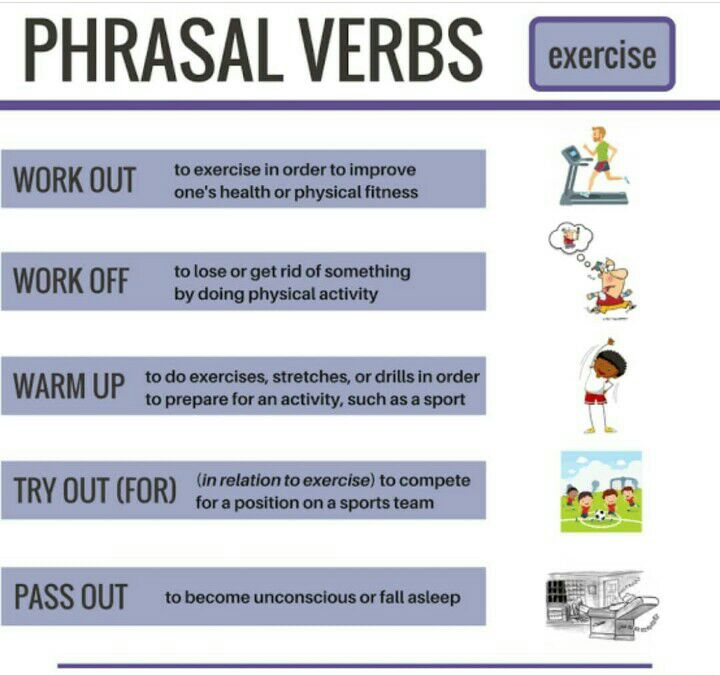 PHRASAL VERBS
exercise
WORK OUT
to exercise in order to improve
one's health or physical fitness
WORK OFF
to lose or get rid of something
by doing physical activity
WARM UP
to do exercises, stretches, or drills in order
to prepare for an activity, such as a sport
TRY OUT (FOR)
(in relation to exercise) to compete
for a position on a sports team
PASS OUT
to become unconscious or fall asleep